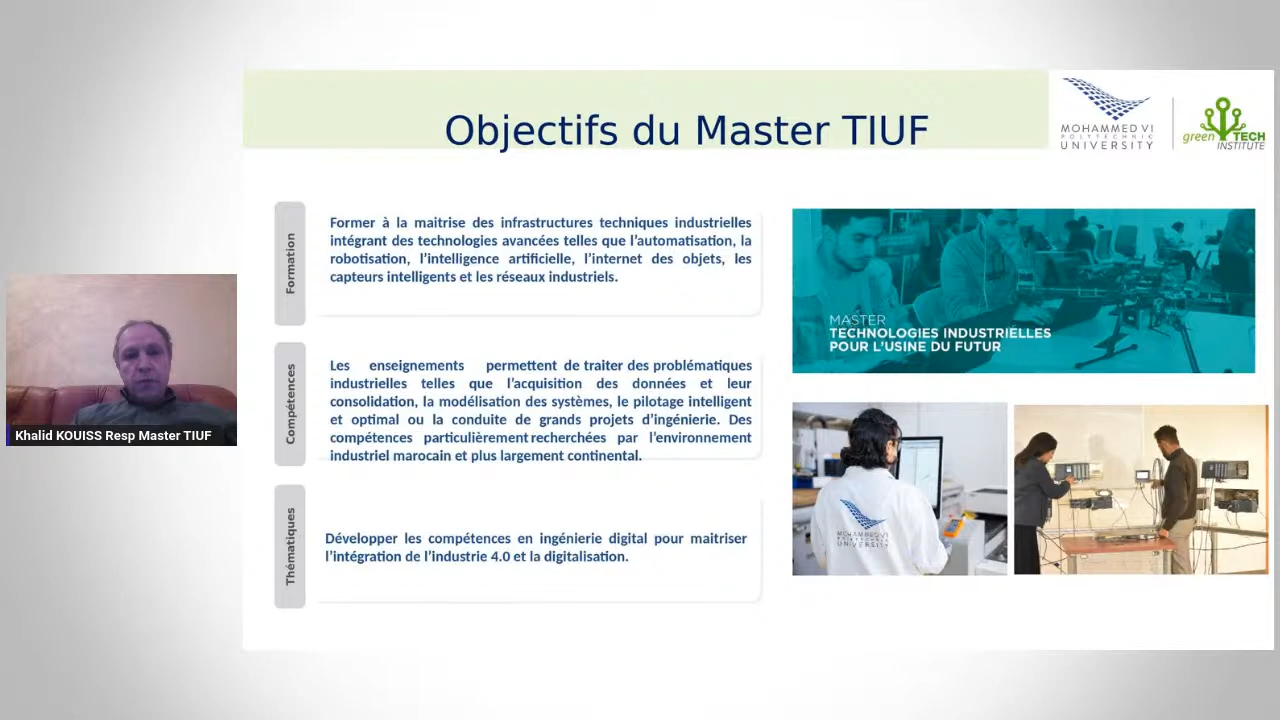 Objectifs du Master TIUF
MOHAMMED VI
POLYTECHNIC
UNIVERSITY
green TECH
INSTITUTE
Formation
Former à la maitrise des infrastructures techniques industrielles
intégrant des technologies avancées telles que l’automatisation, la
robotisation, l’intelligence artificielle, l’internet des objets, les
capteurs intelligents et les réseaux industriels.
MASTER
TECHNOLOGIES INDUSTRIELLES
POUR L’USINE DU FUTUR
Compétences
Les enseignements permettent de traiter des problématiques
industrielles telles que l’acquisition des données et leur
consolidation, la modélisation des systèmes, le pilotage intelligent
et optimal ou la conduite de grands projets d’ingénierie. Des
compétences particulièrement recherchées par l’environnement
industriel marocain et plus largement continental.
Khalid KOUISS Resp Master TIUF
Thématiques
Développer les compétences en ingénierie digital pour maitriser
l’intégration de l’industrie 4.0 et la digitalisation.
MOHAMMED VI
POLYTECHNIC
UNIVERSITY